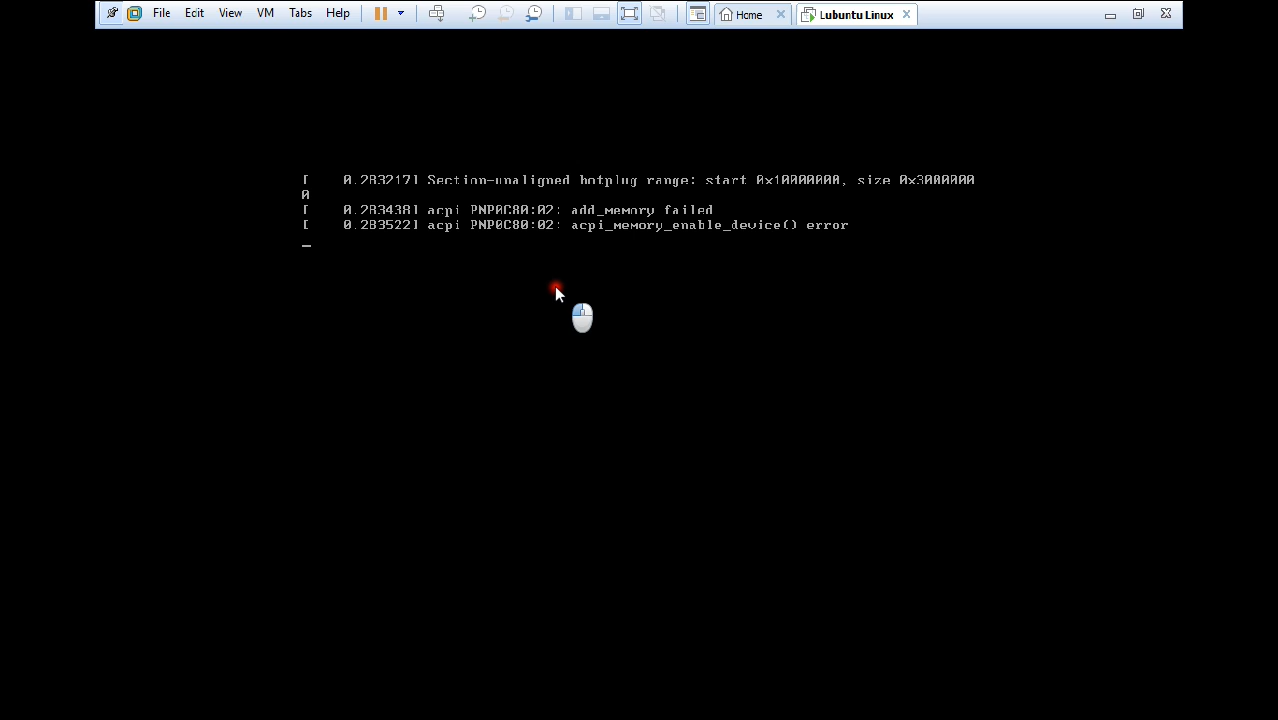 File Edit View VM Tabs Help Home Lubuntu Linux
[    0.283217] Section-unaligned hotplug range: start 0x10000000, size 0x3000000
0
[    0.283438] acpi PNP0C80:02: add_memory failed
[    0.283522] acpi PNP0C80:02: acpi_memory_enable_device() error
_